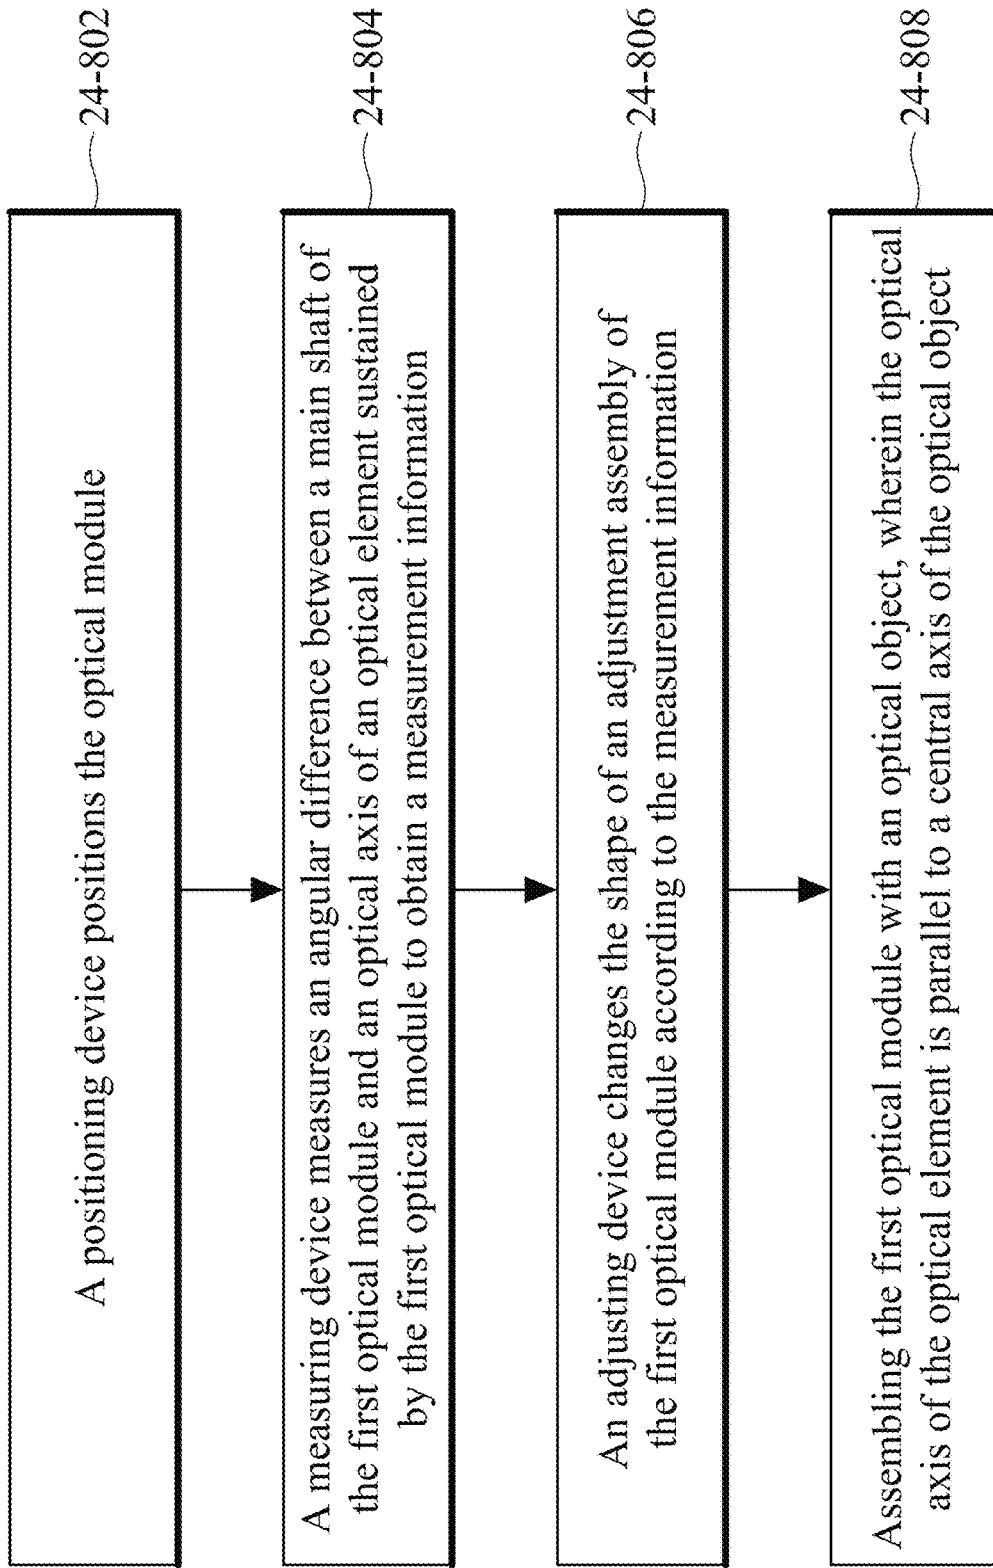 A positioning device positions the optical module
24-802
A measuring device measures an angular difference between a main shaft of
the first optical module and an optical axis of an optical element sustained
by the first optical module to obtain a measurement information
24-804
An adjusting device changes the shape of an adjustment assembly of
the first optical module according to the measurement information
24-806
Assembling the first optical module with an optical object, wherein the optical
axis of the optical element is parallel to a central axis of the optical object
24-808